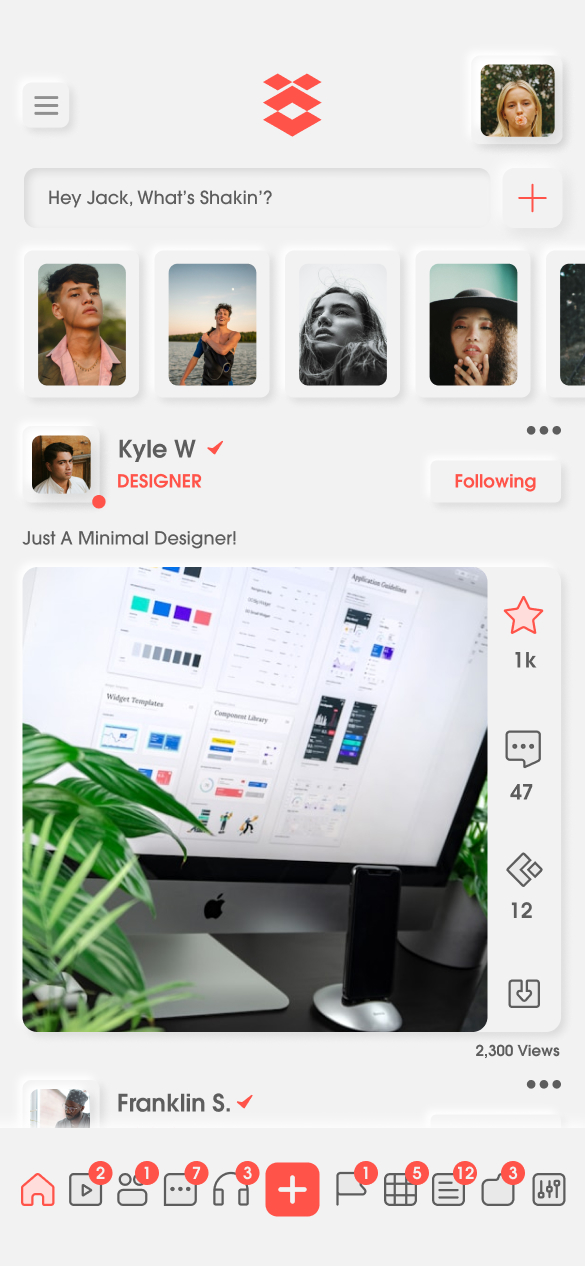 Hey Jack, What's Shakin'?
Kyle W
DESIGNER
Following
Just A Minimal Designer!
Application Guidelines
Widget Templates
Component Library
1k
47
12
2,300 Views
Franklin S.
2
1
7
3
1
5
12
3